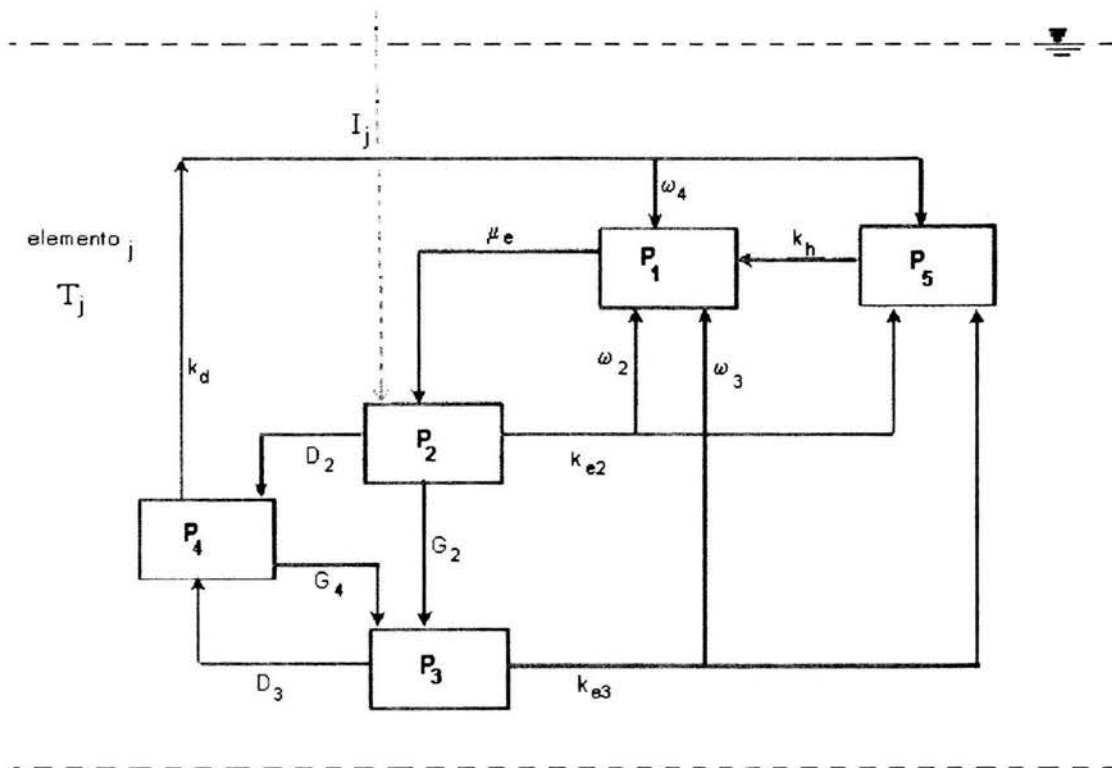 I_j
ω_4
elemento j
T_j
μ_e
P_1
k_h
P_5
k_d
ω_2
ω_3
P_2
D_2
k_e2
P_4
G_2
G_4
P_3
D_3
k_e3